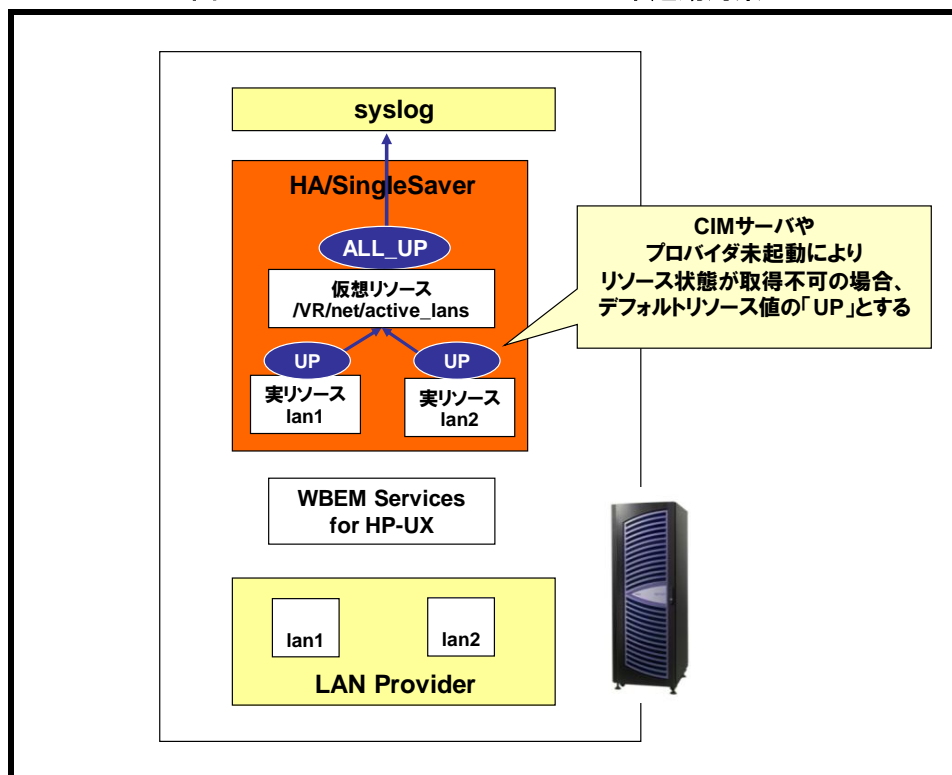 syslog
HA/SingleSaver
ALL_UP
仮想リソース
/VR/net/active_lans
UP
UP
実リソース
lan1
実リソース
lan2
CIMサーバや
プロバイダ未起動により
リソース状態が取得不可の場合、
デフォルトリソース値の「UP」とする
WBEM Services
for HP-UX
lan1
lan2
LAN Provider